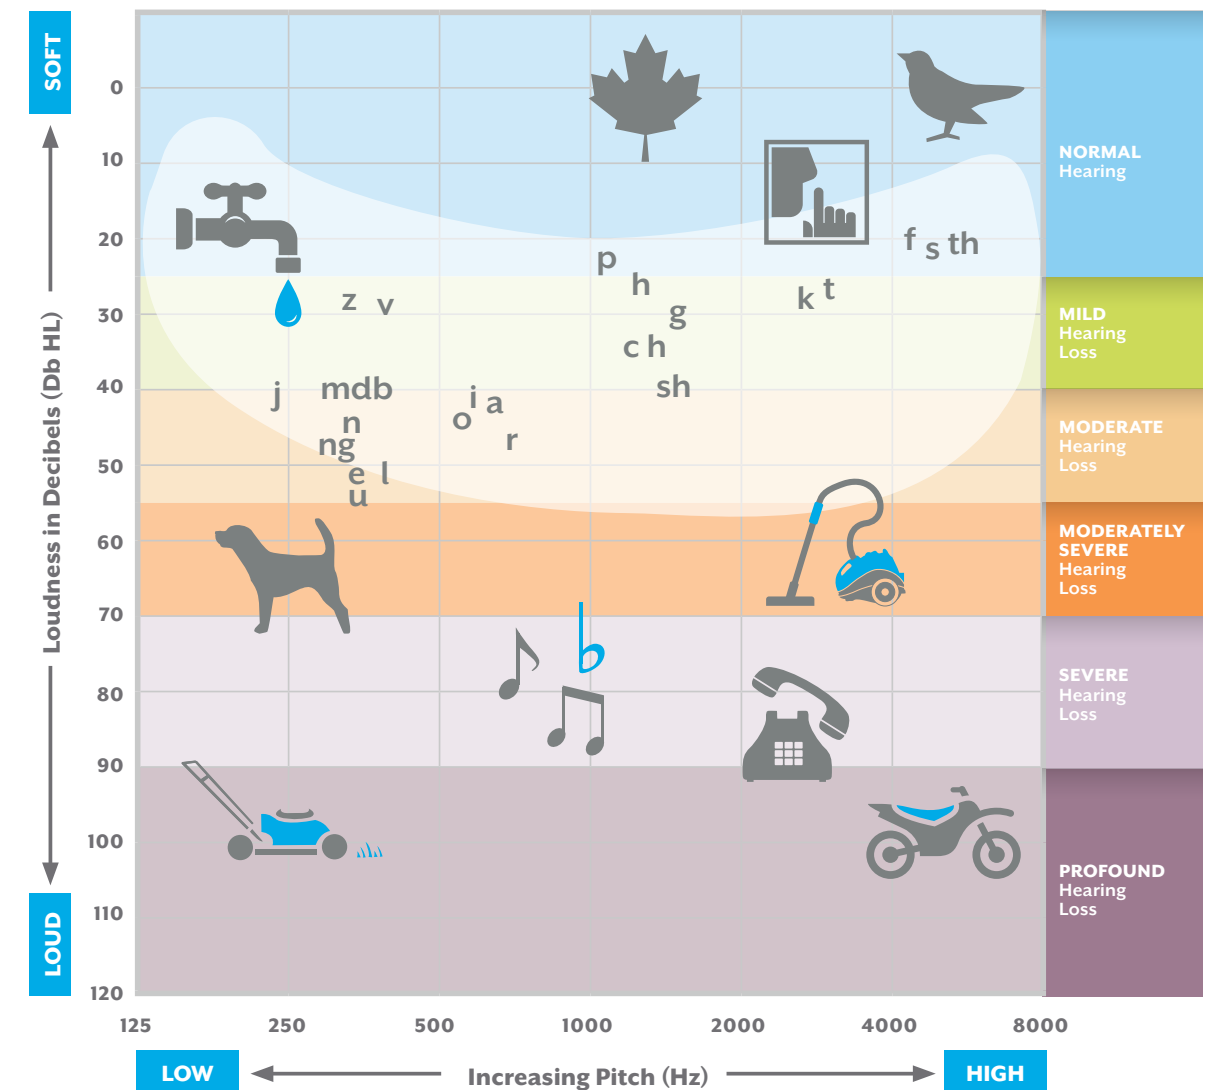 SOFT
0
10
20
30
40
50
60
70
80
90
100
110
120
Loudness in Decibels (Db HL)
LOUD
f s th
p
h
k t
z v
g
ch
j mdb
i a
sh
n
o
r
ng
e l
u
NORMAL
Hearing
MILD
Hearing
Loss
MODERATE
Hearing
Loss
MODERATELY
SEVERE
Hearing
Loss
SEVERE
Hearing
Loss
PROFOUND
Hearing
Loss
125 250 500 1000 2000 4000 8000
LOW Increasing Pitch (Hz) HIGH